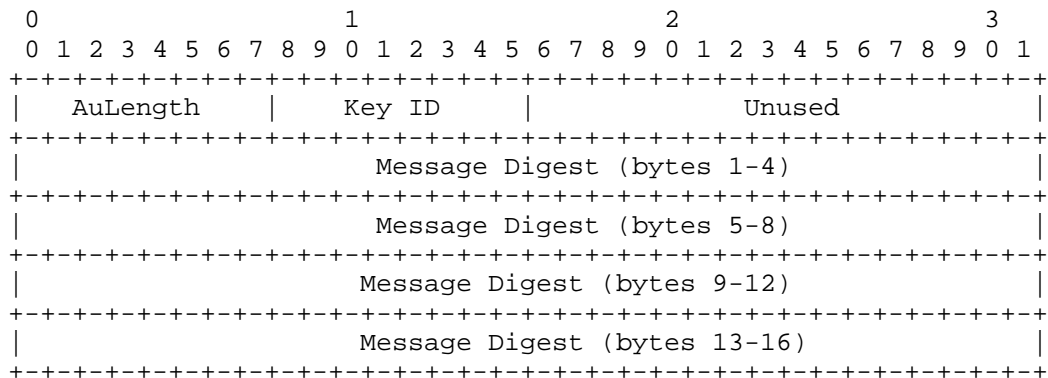 0                   1                   2                   3
 0 1 2 3 4 5 6 7 8 9 0 1 2 3 4 5 6 7 8 9 0 1 2 3 4 5 6 7 8 9 0 1
+-+-+-+-+-+-+-+-+-+-+-+-+-+-+-+-+-+-+-+-+-+-+-+-+-+-+-+-+-+-+-+-+
|   AuLength    |    Key ID     |             Unused            |
+-+-+-+-+-+-+-+-+-+-+-+-+-+-+-+-+-+-+-+-+-+-+-+-+-+-+-+-+-+-+-+-+
|                      Message Digest (bytes 1-4)               |
+-+-+-+-+-+-+-+-+-+-+-+-+-+-+-+-+-+-+-+-+-+-+-+-+-+-+-+-+-+-+-+-+
|                      Message Digest (bytes 5-8)               |
+-+-+-+-+-+-+-+-+-+-+-+-+-+-+-+-+-+-+-+-+-+-+-+-+-+-+-+-+-+-+-+-+
|                     Message Digest (bytes 9-12)               |
+-+-+-+-+-+-+-+-+-+-+-+-+-+-+-+-+-+-+-+-+-+-+-+-+-+-+-+-+-+-+-+-+
|                     Message Digest (bytes 13-16)              |
+-+-+-+-+-+-+-+-+-+-+-+-+-+-+-+-+-+-+-+-+-+-+-+-+-+-+-+-+-+-+-+-+